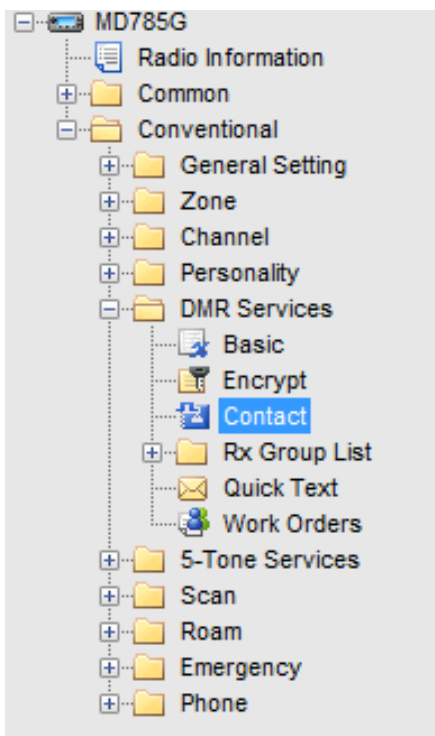 MD785G
Radio Information
Common
Conventional
General Setting
Zone
Channel
Personality
DMR Services
Basic
Encrypt
Contact
Rx Group List
Quick Text
Work Orders
5-Tone Services
Scan
Roam
Emergency
Phone